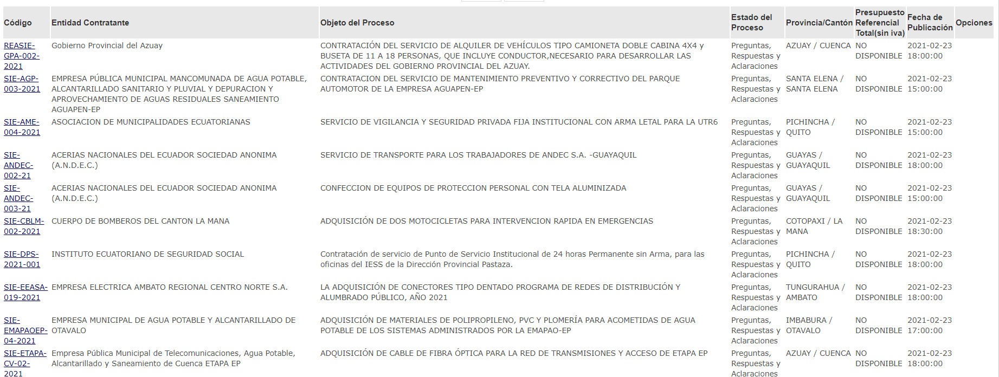 Código Entidad Contratante Objeto del Proceso Estado del Proceso Provincia/Cantón Presupuesto Referencial Total(sin iva) Fecha de Publicación Opciones
REASIE- Gobierno Provincial del Azuay CONTRATACIÓN DEL SERVICIO DE ALQUILER DE VEHÍCULOS TIPO CAMIONETA DOBLE CABINA 4X4 y Preguntas, AZUAY / CUENCA NO 2021-02-23
GPA-002- BUSETA DE 11 A 18 PERSONAS, QUE INCLUYE CONDUCTOR,NECESARIO PARA DESARROLLAR LAS Respuestas y DISPONIBLE 18:00:00
2021 ACTIVIDADES DEL GOBIERNO PROVINCIAL DEL AZUAY. Aclaraciones
SIE-AGP- EMPRESA PÚBLICA MUNICIPAL MANCOMUNADA DE AGUA POTABLE, CONTRATACION DEL SERVICIO DE MANTENIMIENTO PREVENTIVO Y CORRECTIVO DEL PARQUE Preguntas, SANTA ELENA / NO 2021-02-23
003-2021 ALCANTARILLADO SANITARIO Y PLUVIAL Y DEPURACION Y AUTOMOTOR DE LA EMPRESA AGUAPEN-EP Respuestas y SANTA ELENA DISPONIBLE 15:00:00
APROVECHAMIENTO DE AGUAS RESIDUALES SANEAMIENTO Aclaraciones
AGUAPEN-EP
SIE-AME- ASOCIACION DE MUNICIPALIDADES ECUATORIANAS SERVICIO DE VIGILANCIA Y SEGURIDAD PRIVADA FIJA INSTITUCIONAL CON ARMA LETAL PARA LA UTR6 Preguntas, PICHINCHA / NO 2021-02-23
004-2021 Respuestas y QUITO DISPONIBLE 15:00:00
Aclaraciones
SIE- ACERIAS NACIONALES DEL ECUADOR SOCIEDAD ANONIMA SERVICIO DE TRANSPORTE PARA LOS TRABAJADORES DE ANDEC S.A. -GUAYAQUIL Preguntas, GUAYAS / NO 2021-02-23
ANDEC- (A.N.D.E.C.) Respuestas y GUAYAQUIL DISPONIBLE 18:00:00
002-21 Aclaraciones
SIE- ACERIAS NACIONALES DEL ECUADOR SOCIEDAD ANONIMA CONFECCION DE EQUIPOS DE PROTECCION PERSONAL CON TELA ALUMINIZADA Preguntas, GUAYAS / NO 2021-02-23
ANDEC- (A.N.D.E.C.) Respuestas y GUAYAQUIL DISPONIBLE 15:00:00
003-21 Aclaraciones
SIE-CBLM- CUERPO DE BOMBEROS DEL CANTON LA MANA ADQUISICIÓN DE DOS MOTOCICLETAS PARA INTERVENCION RAPIDA EN EMERGENCIAS Preguntas, COTOPAXI / LA NO 2021-02-23
002-2021 Respuestas y MANA DISPONIBLE 18:30:00
Aclaraciones
SIE-DPS- INSTITUTO ECUATORIANO DE SEGURIDAD SOCIAL Contratación de servicio de Punto de Servicio Institucional de 24 horas Permanente sin Arma, para las Preguntas, PICHINCHA / NO 2021-02-23
2021-001 oficinas del IESS de la Dirección Provincial Pastaza. Respuestas y QUITO DISPONIBLE 18:00:00
Aclaraciones
SIE-EEASA- EMPRESA ELECTRICA AMBATO REGIONAL CENTRO NORTE S.A. LA ADQUISICIÓN DE CONECTORES TIPO DENTADO PROGRAMA DE REDES DE DISTRIBUCIÓN Y Preguntas, TUNGURAHUA / NO 2021-02-23
019-2021 ALUMBRADO PÚBLICO, AÑO 2021 Respuestas y AMBATO DISPONIBLE 18:00:00
Aclaraciones
SIE- EMPRESA MUNICIPAL DE AGUA POTABLE Y ALCANTARILLADO DE ADQUISICIÓN DE MATERIALES DE POLIPROPILENO, PVC Y PLOMERÍA PARA ACOMETIDAS DE AGUA Preguntas, IMBABURA / NO 2021-02-23
EMAPAOEP- OTAVALO POTABLE DE LOS SISTEMAS ADMINISTRADOS POR LA EMAPAO-EP Respuestas y OTAVALO DISPONIBLE 17:00:00
04-2021 Aclaraciones
SIE-ETAPA- Empresa Pública Municipal de Telecomunicaciones, Agua Potable, ADQUISICIÓN DE CABLE DE FIBRA ÓPTICA PARA LA RED DE TRANSMISIONES Y ACCESO DE ETAPA EP Preguntas, AZUAY / CUENCA NO 2021-02-23
CV-02- Alcantarillado y Saneamiento de Cuenca ETAPA EP Respuestas y DISPONIBLE 18:00:00
2021 Aclaraciones